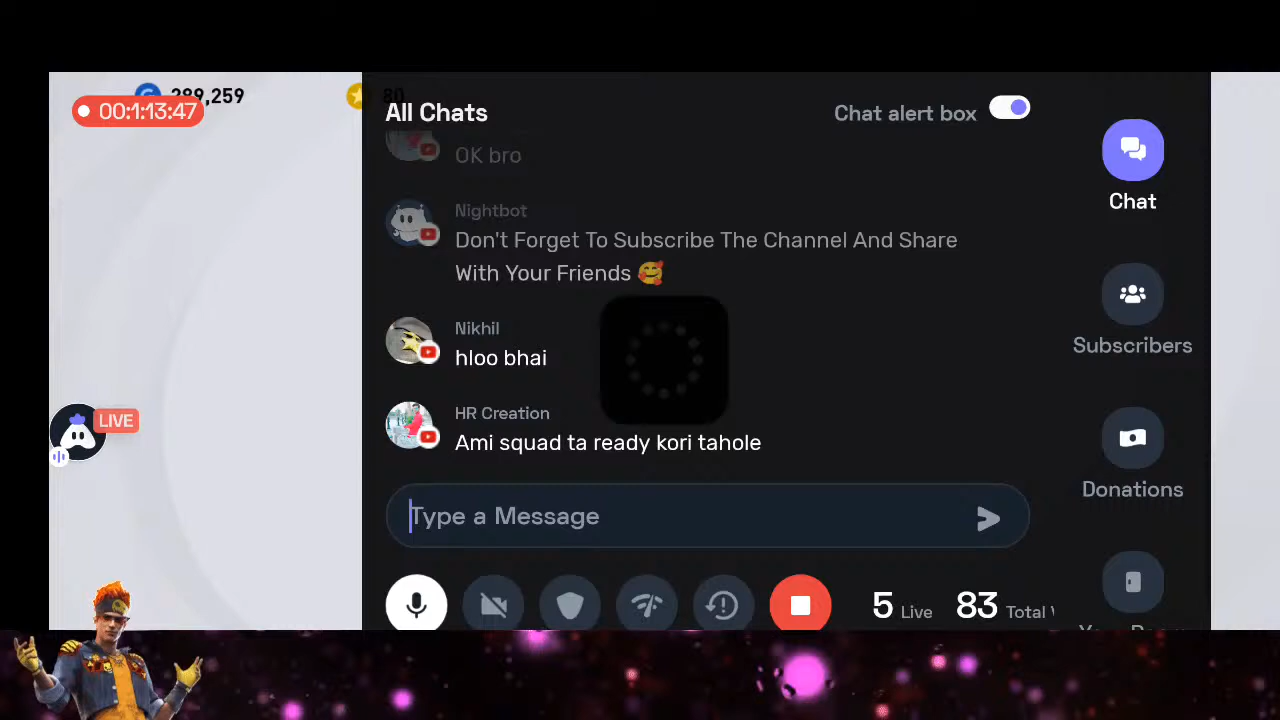 289,259
80
00:1:13:47
All Chats
Chat alert box
OK bro
Chat
Nightbot
Don't Forget To Subscribe The Channel And Share
With Your Friends 🥰
Nikhil
hloo bhai
Subscribers
HR Creation
Ami squad ta ready kori tahole
LIVE
Type a Message
Donations
5 Live
83 Total